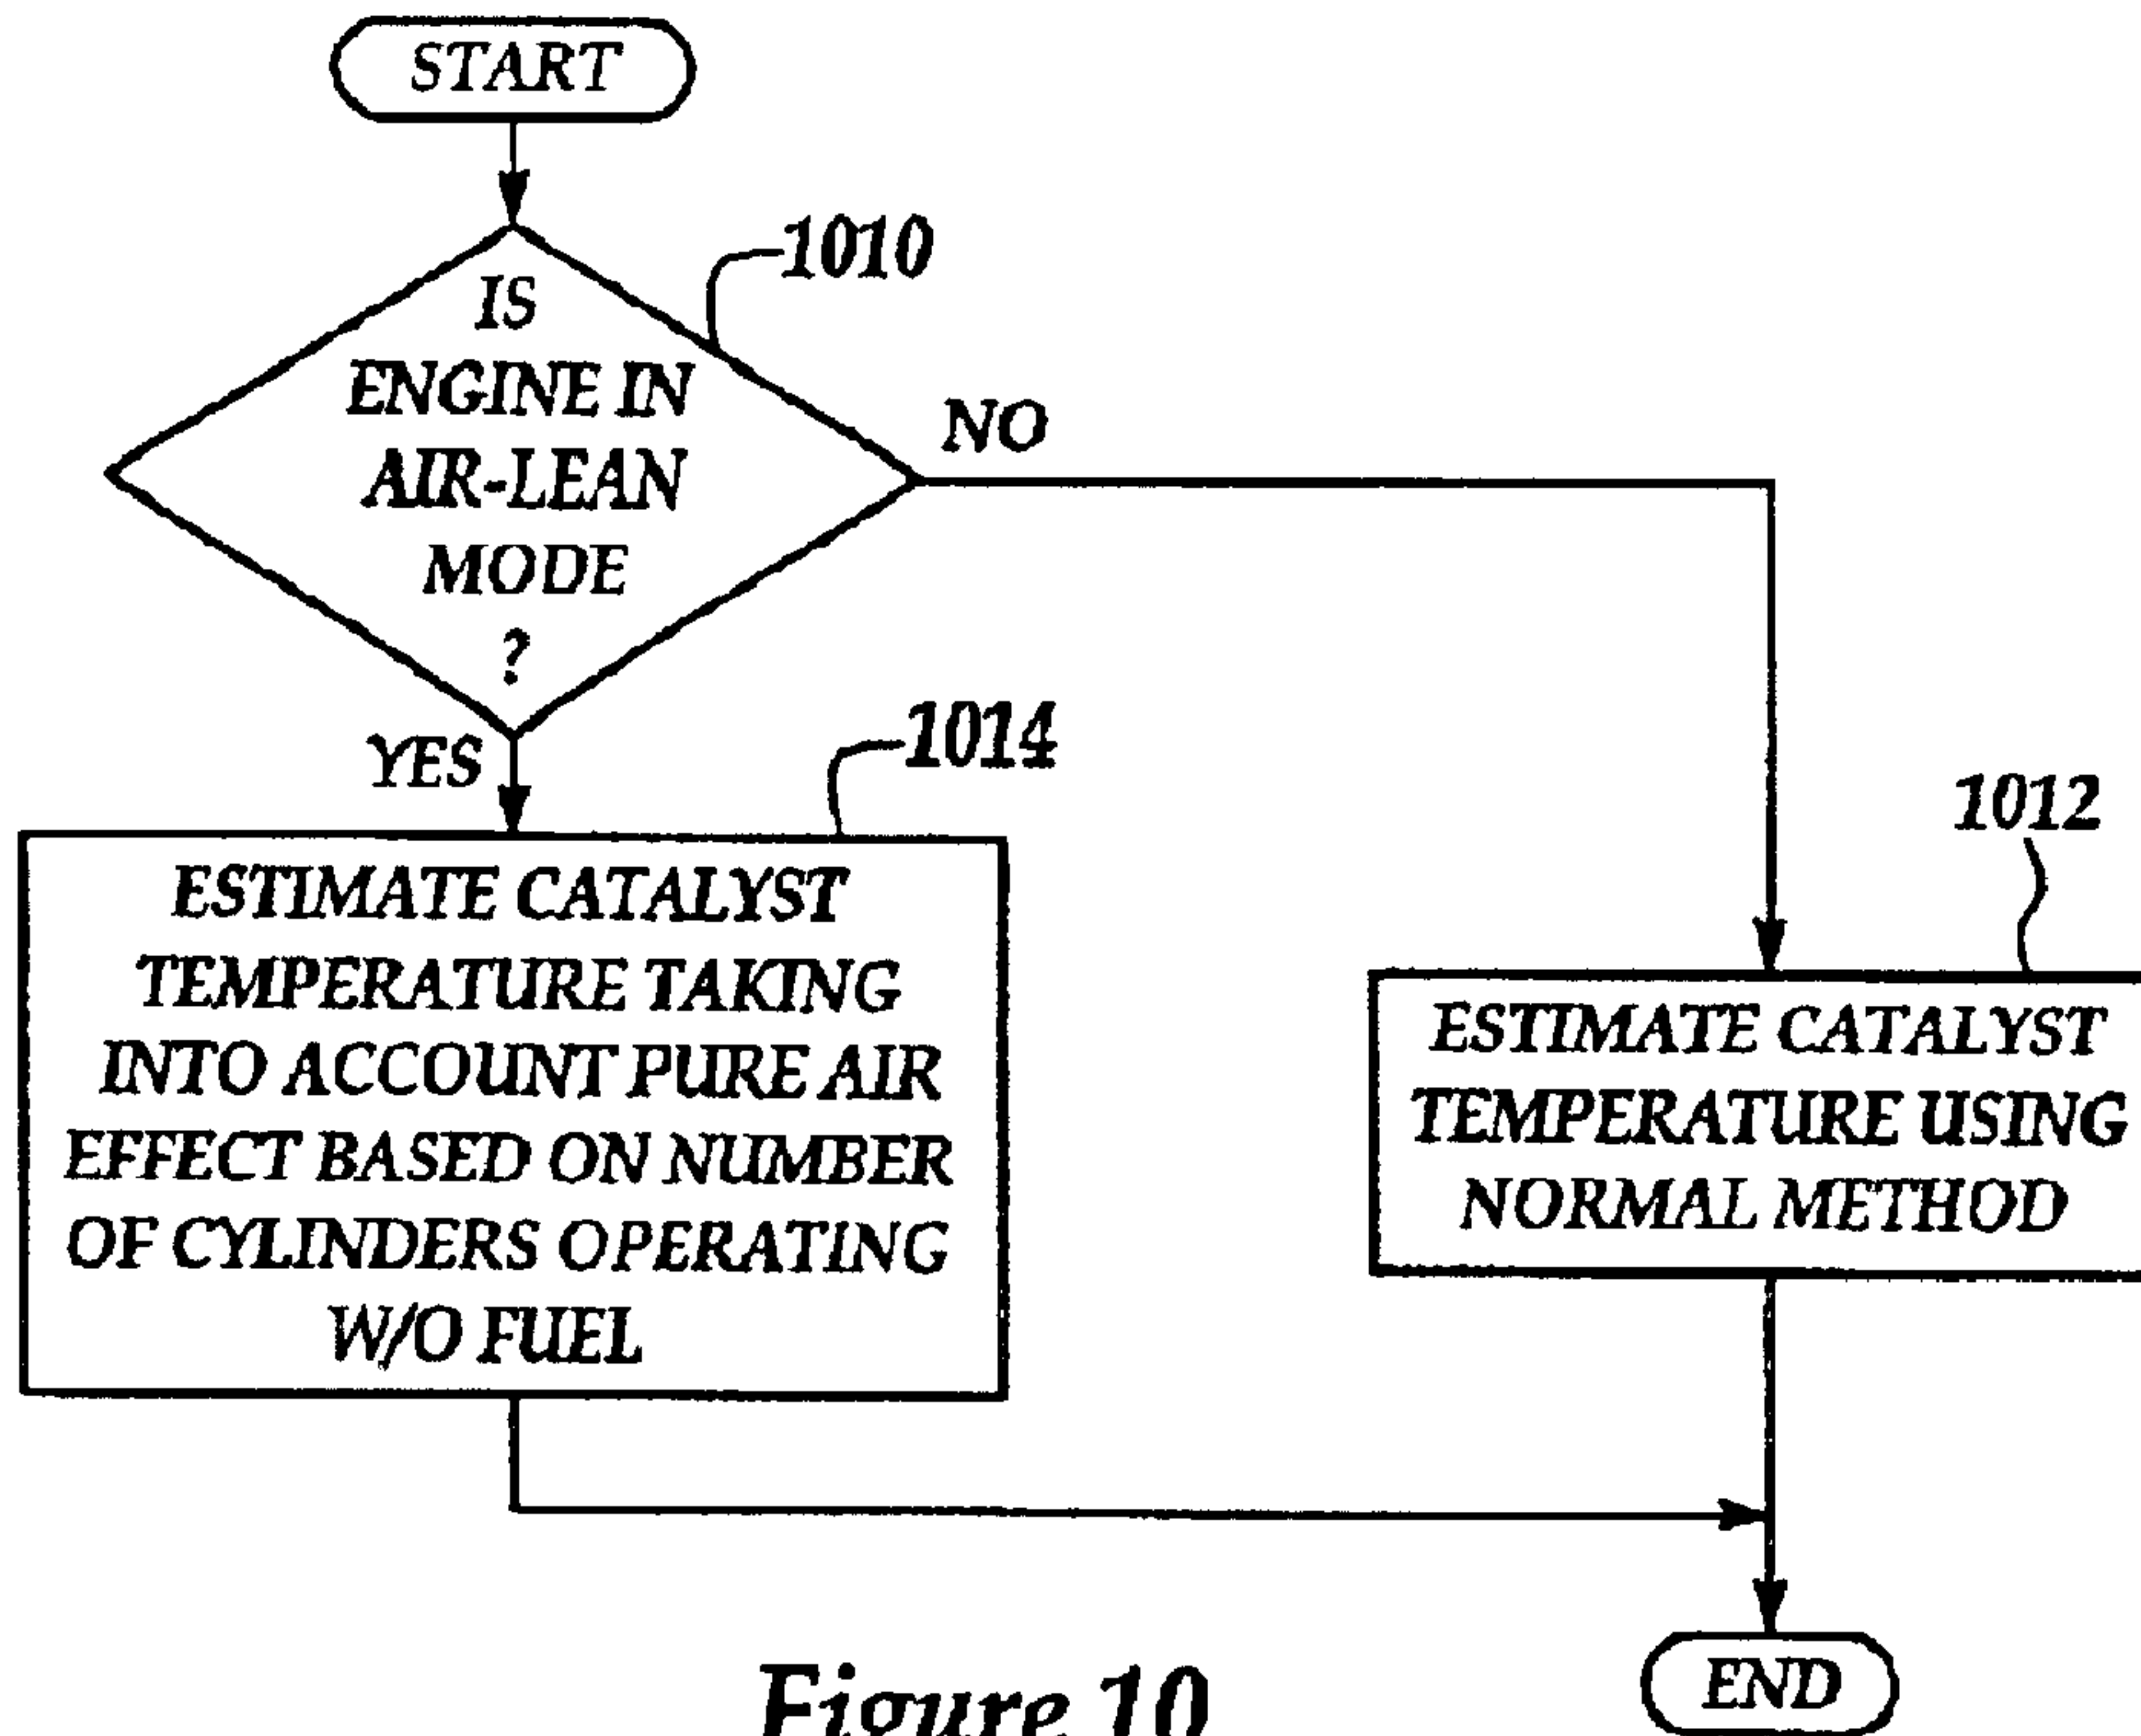 START
1010
IS
ENGINE IN
AIR-LEAN
MODE
?
NO
YES
1014
ESTIMATE CATALYST
TEMPERATURE TAKING
INTO ACCOUNT PURE AIR
EFFECT BASED ON NUMBER
OF CYLINDERS OPERATING
W/O FUEL
1012
ESTIMATE CATALYST
TEMPERATURE USING
NORMAL METHOD
END
Figure 10